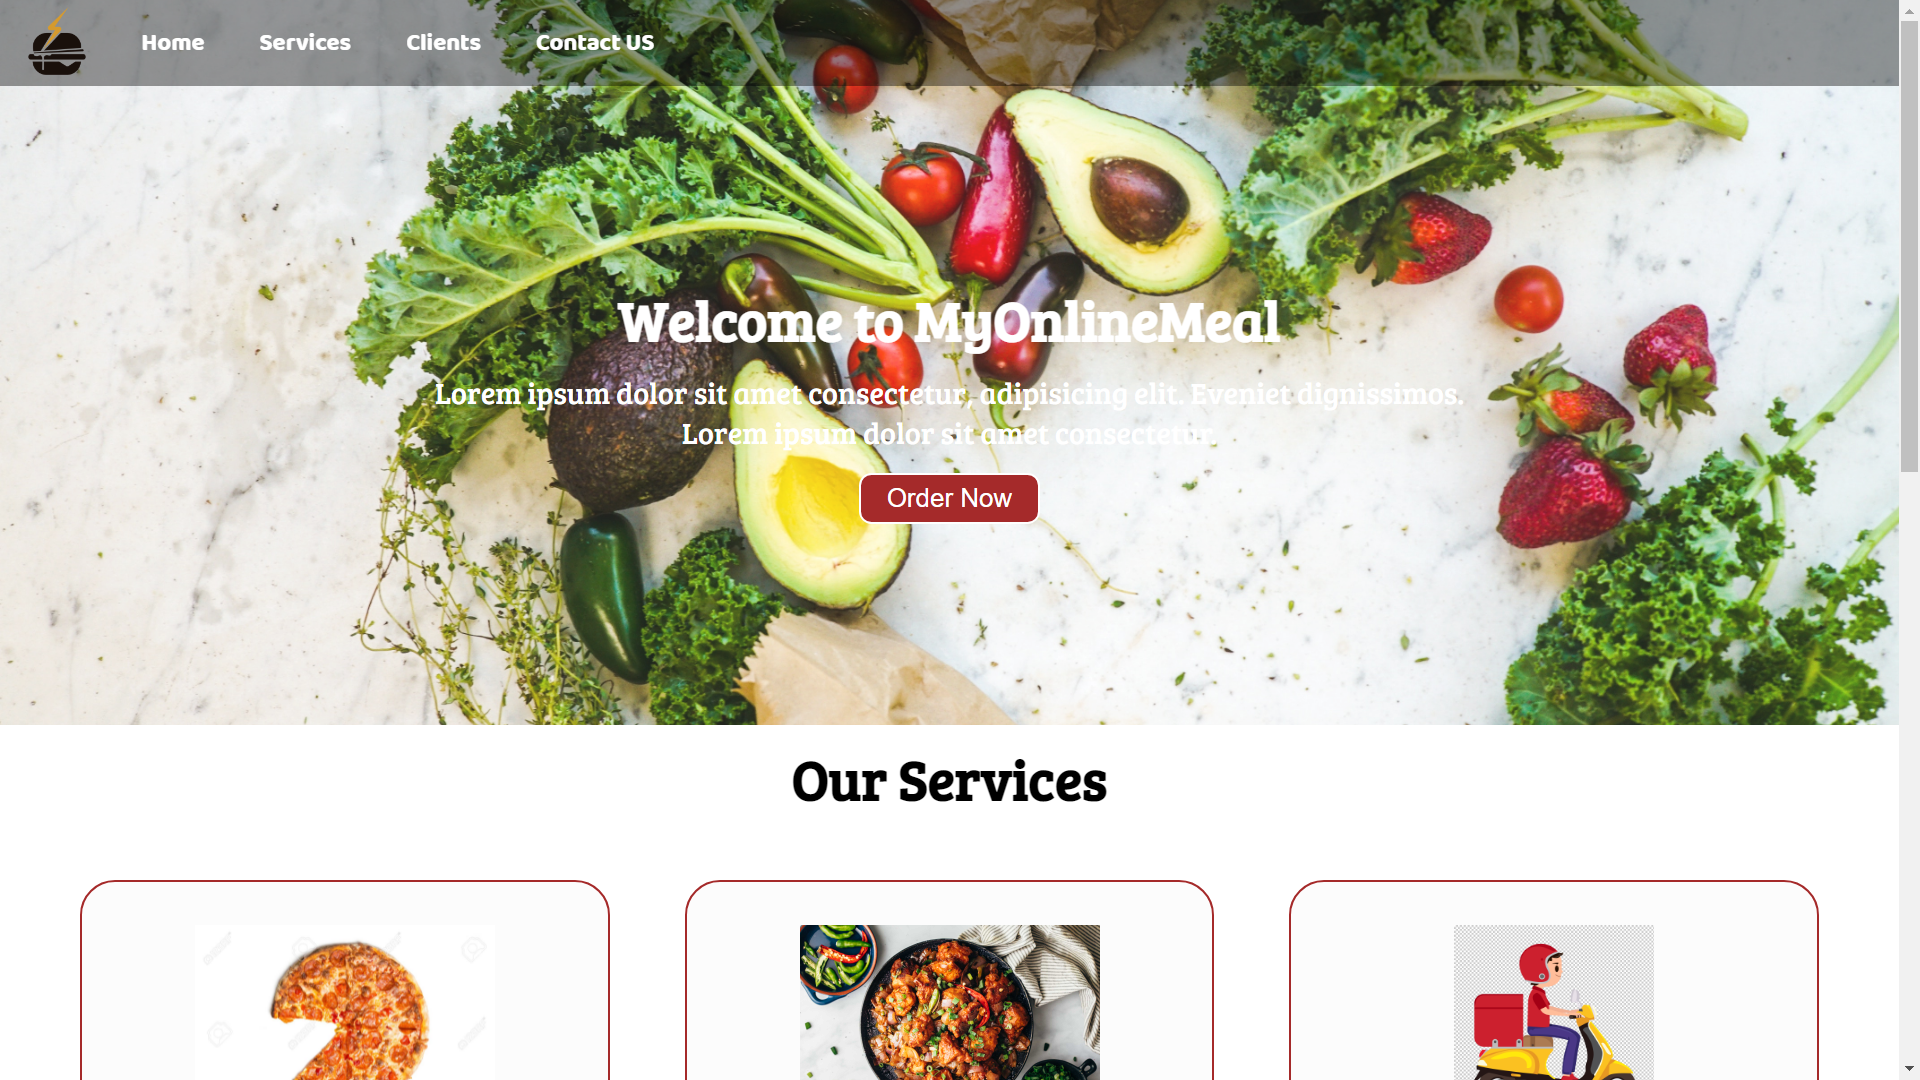 Home
Services
Clients
Contact US
Welcome to MyOnlineMeal
Lorem ipsum dolor sit amet consectetur, adipisicing elit. Eveniet dignissimos.
Lorem ipsum dolor sit amet consectetur.
Order Now
Our Services